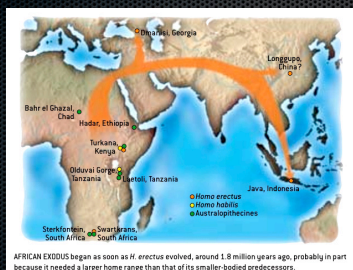 Dmanisi, Georgia
Longgupo,
China?
Bahr el Ghazal,
Chad
Hadar, Ethiopia
Turkana,
Kenya
Olduvai Gorge,
Tanzania
Laetoli, Tanzania
Homo erectus
Homo habilis
Australopithecines
Java, Indonesia
Sterkfontein,
South Africa
Swartkrans,
South Africa
AFRICAN EXODUS began as soon as H. erectus evolved, around 1.8 million years ago, probably in part
because it needed a larger home range than that of its smaller-bodied predecessors.